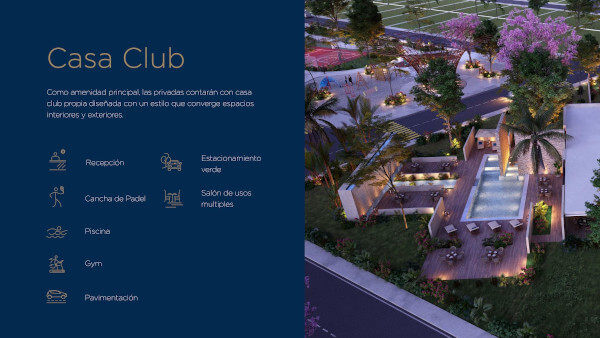 Casa Club
Como amenidad principal, las privadas contarán con casa
club propia diseñada con un estilo que converge espacios
interiores y exteriores.
Recepción
Cancha de Padel
Piscina
Gym
Pavimentación
Estacionamiento
verde
Salón de usos
multiples